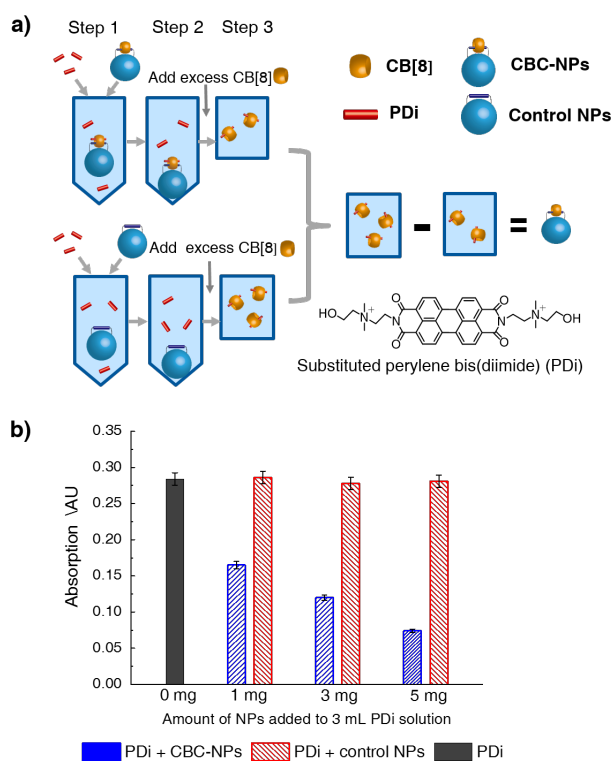 a)
Step 1
Step 2
Step 3
Add excess CB[8]
CB[8]
CBC-NPs
PDi
Control NPs
Add excess CB[8]
- =
HO N+ N O O O O N N+ OH
Substituted perylene bis(diimide) (PDi)
b)
Absorption \AU
0.35
0.30
0.25
0.20
0.15
0.10
0.05
0.00
0 mg 1 mg 3 mg 5 mg
Amount of NPs added to 3 mL PDi solution
PDi + CBC-NPs PDi + control NPs PDi